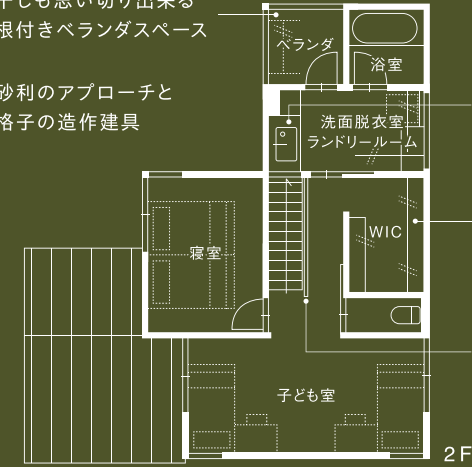 干しも思い切り出来る
根付きベランダスペース
砂利のアプローチと
格子の造作建具
ベランダ
浴室
洗面脱衣室
ランドリールーム
WIC
寝室
子ども室
2F